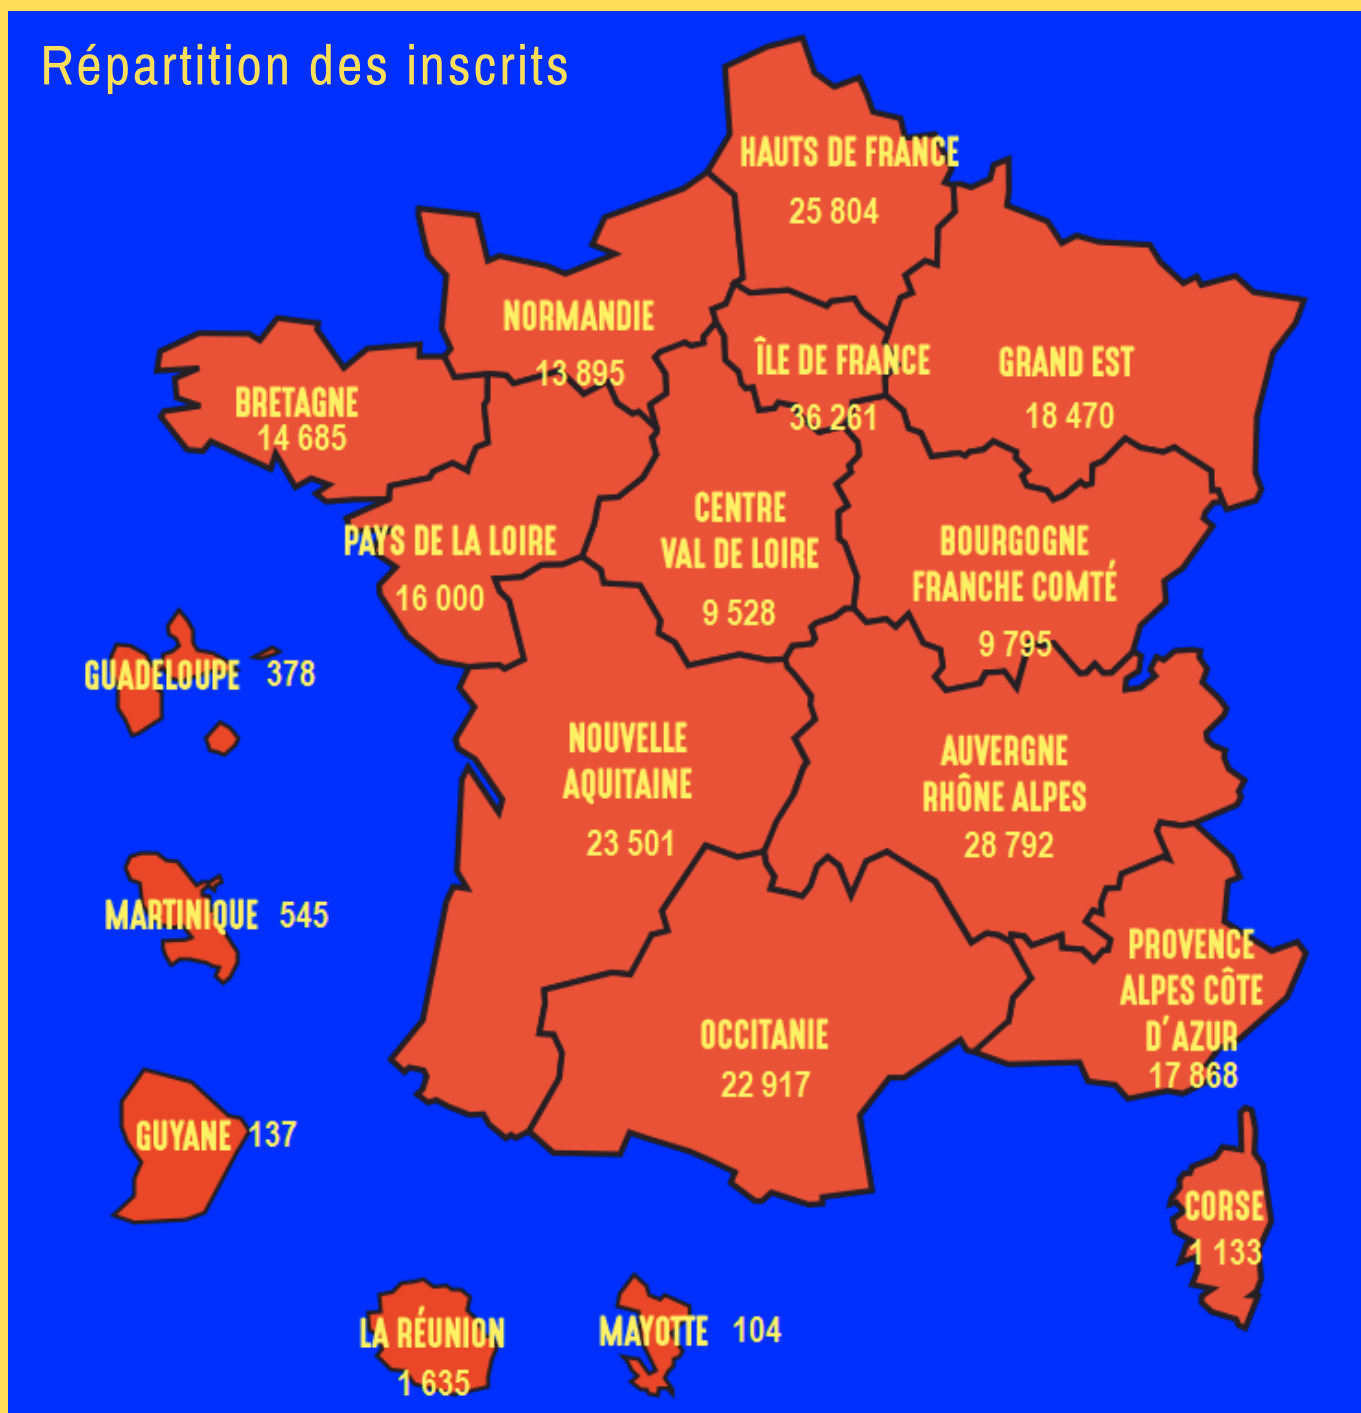 Répartition des inscrits
HAUTS DE FRANCE
25 804
NORMANDIE
13 895
ÎLE DE FRANCE
36 261
GRAND EST
18 470
BRETAGNE
14 685
PAYS DE LA LOIRE
16 000
CENTRE
VAL DE LOIRE
9 528
BOURGOGNE
FRANCHE COMTÉ
9 795
GUADELOUPE 378
NOUVELLE
AQUITAINE
23 501
AUVERGNE
RHÔNE ALPES
28 792
MARTINIQUE 545
PROVENCE
ALPES CÔTE
D'AZUR
17 868
OCCITANIE
22 917
GUYANE 137
CORSE
1 133
LA RÉUNION
1 635
MAYOTTE 104